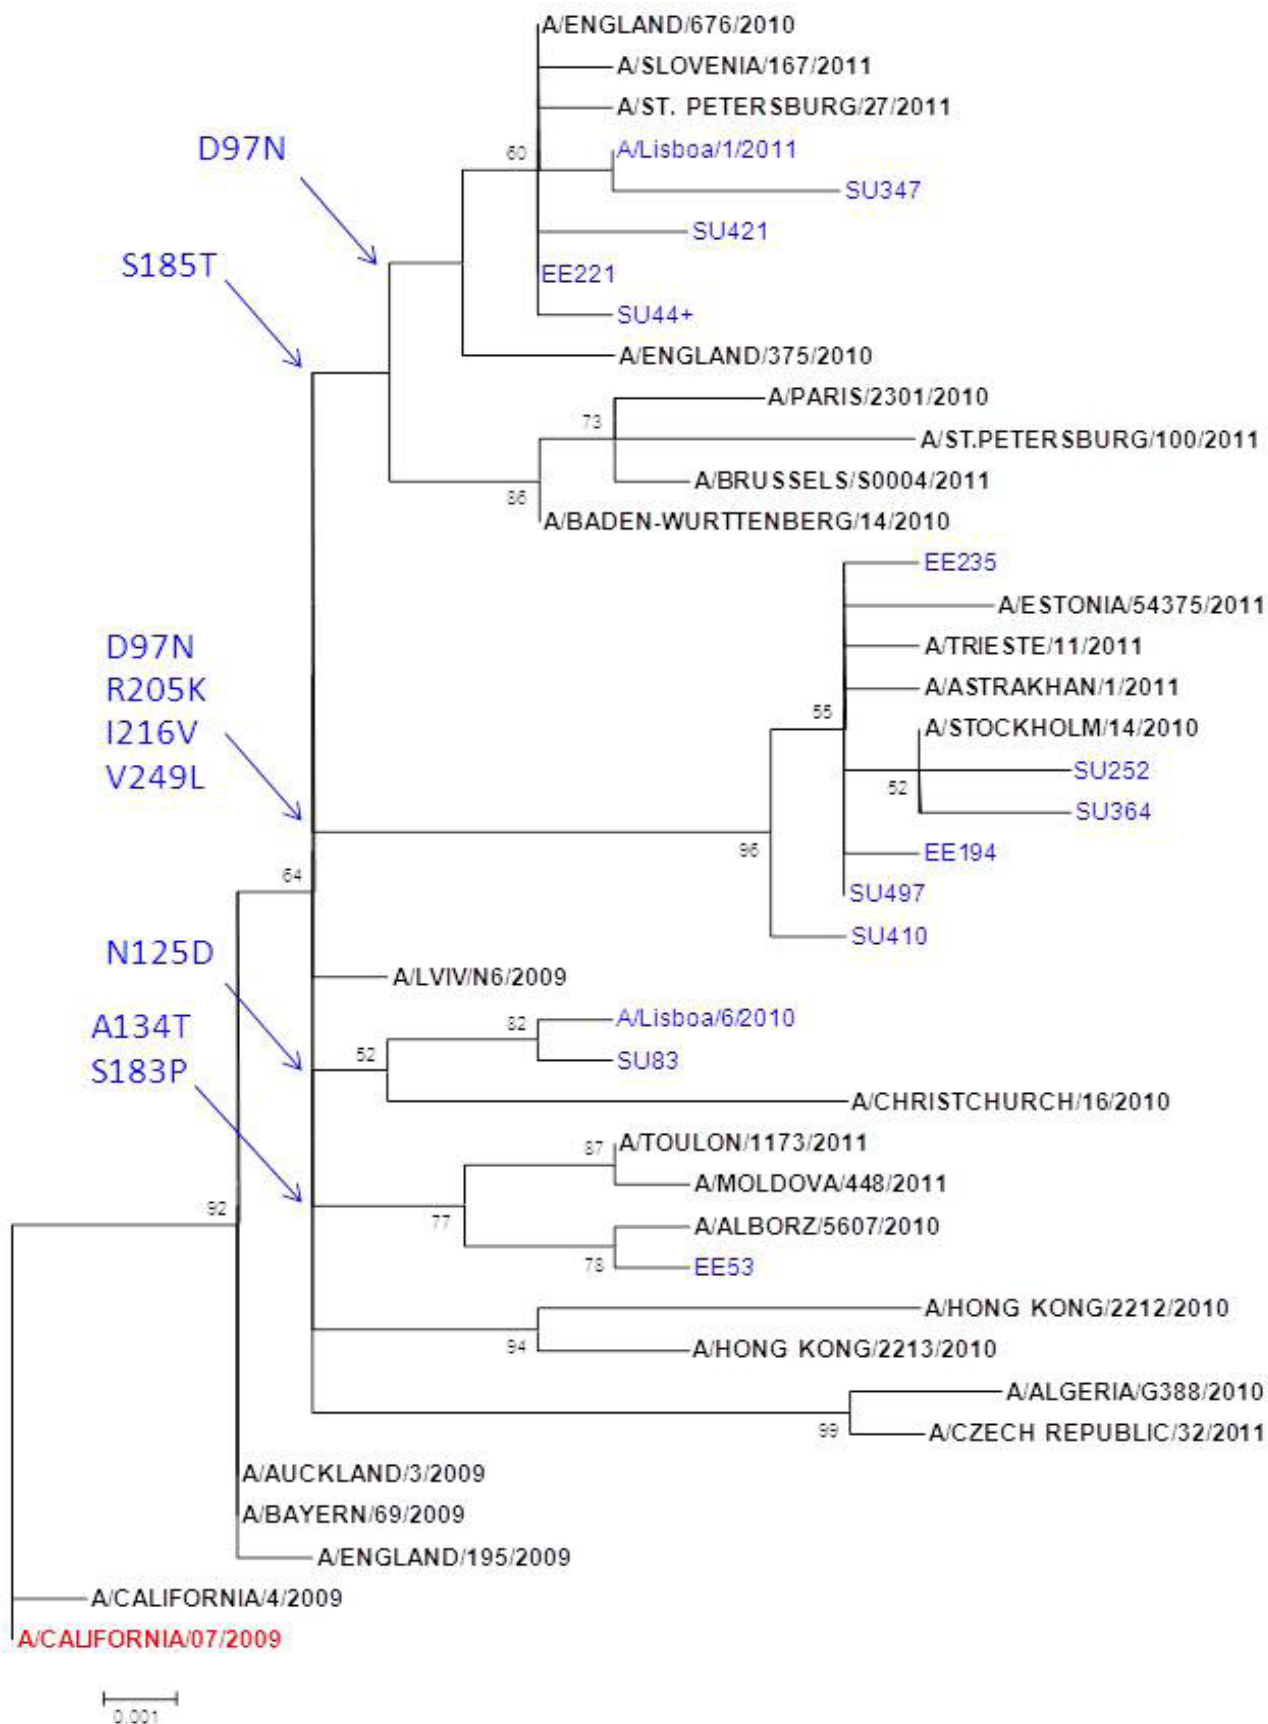 A/ENGLAND/676/2010
A/SLOVENIA/167/2011
A/ST. PETERSBURG/27/2011
D97N
60
A/Lisboa/1/2011
SU347
SU421
S185T
EE221
SU44+
A/ENGLAND/375/2010
A/PARIS/2301/2010
73
A/ST.PETERSBURG/100/2011
A/BRUSSELS/S0004/2011
86
A/BADEN-WURTTENBERG/14/2010
EE235
A/ESTONIA/54375/2011
D97N
A/TRIESTE/11/2011
R205K
A/ASTRAKHAN/1/2011
55
I216V
A/STOCKHOLM/14/2010
V249L
SU252
52
SU364
96
EE194
64
SU497
SU410
N125D
A/LVIV/N6/2009
A134T
82
A/Lisboa/6/2010
52
SU83
S183P
A/CHRISTCHURCH/16/2010
87
A/TOULON/1173/2011
A/MOLDOVA/448/2011
92
77
A/ALBORZ/5607/2010
78
EE53
A/HONG KONG/2212/2010
94
A/HONG KONG/2213/2010
A/ALGERIA/G388/2010
99
A/CZECH REPUBLIC/32/2011
A/AUCKLAND/3/2009
A/BAYERN/69/2009
A/ENGLAND/195/2009
A/CALIFORNIA/4/2009
A/CALIFORNIA/07/2009
0.001